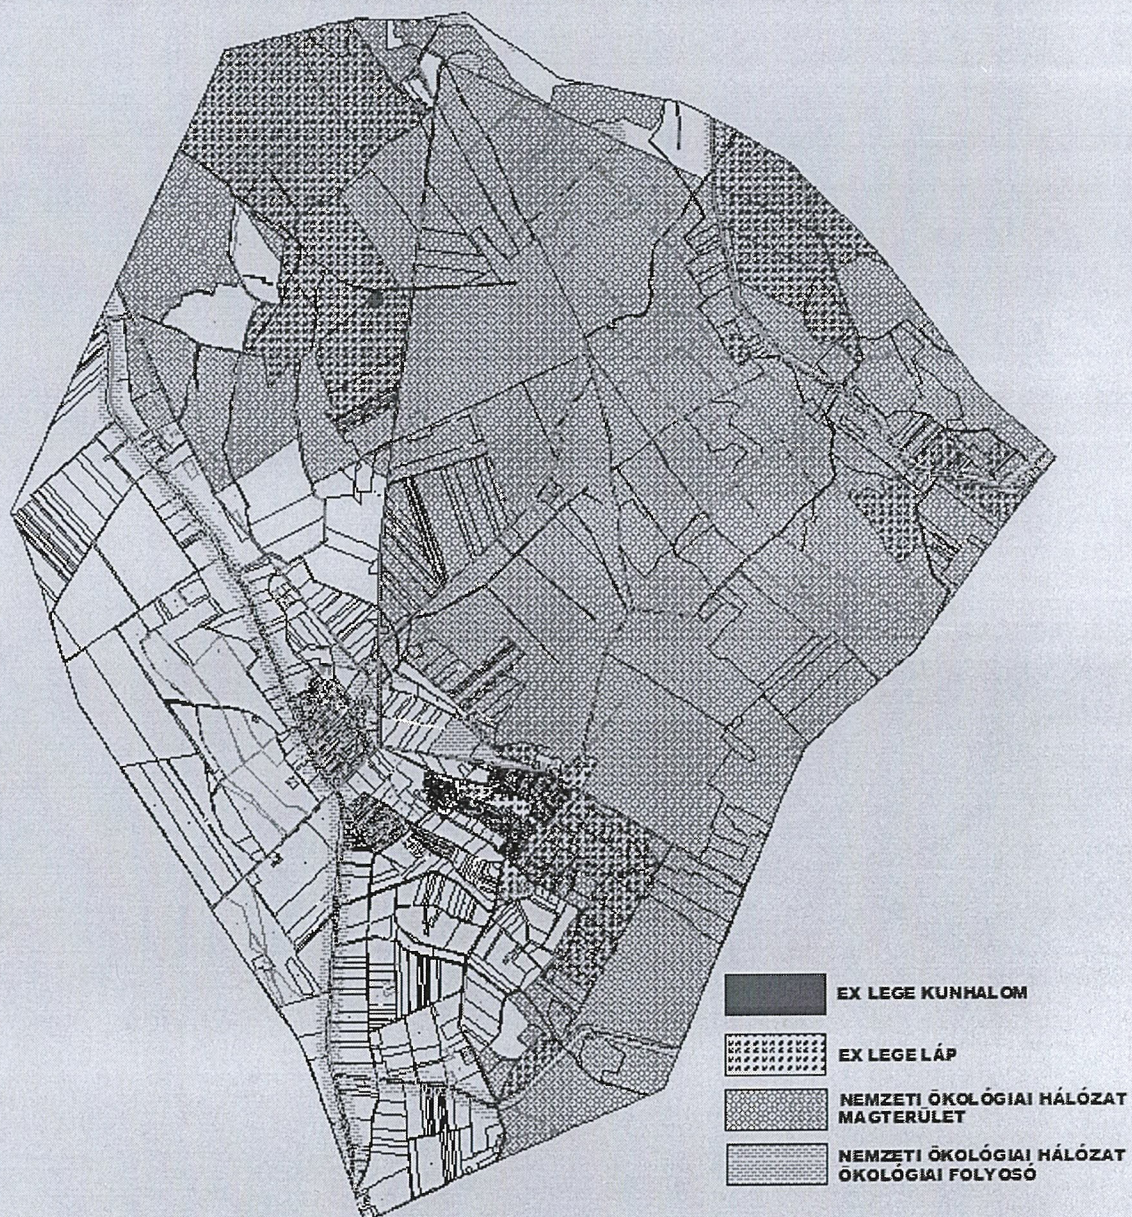 EX LEGE KUNHALOM
EX LEGE LÁP
NEMZETI ÖKOLÓGIAI HÁLÓZAT
MAGTERÜLET
NEMZETI ÖKOLÓGIAI HÁLÓZAT
ÖKOLÓGIAI FOLYOSÓ